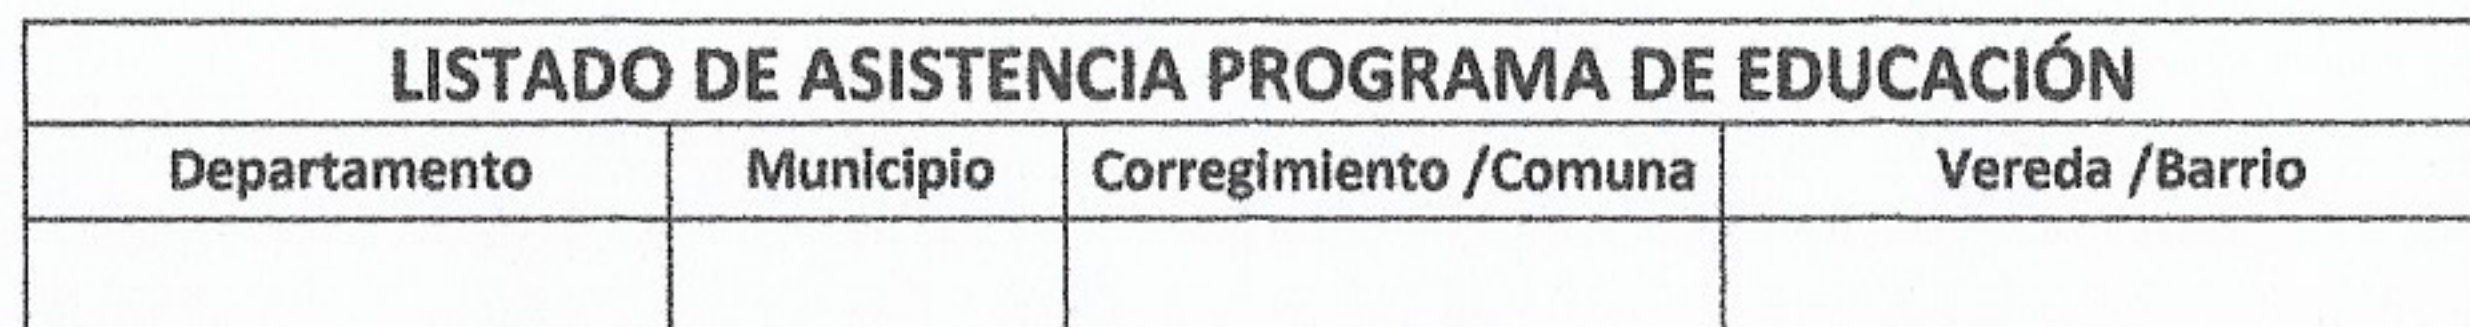 LISTADO DE ASISTENCIA PROGRAMA DE EDUCACIÓN
Departamento Municipio Corregimiento /Comuna Vereda /Barrio